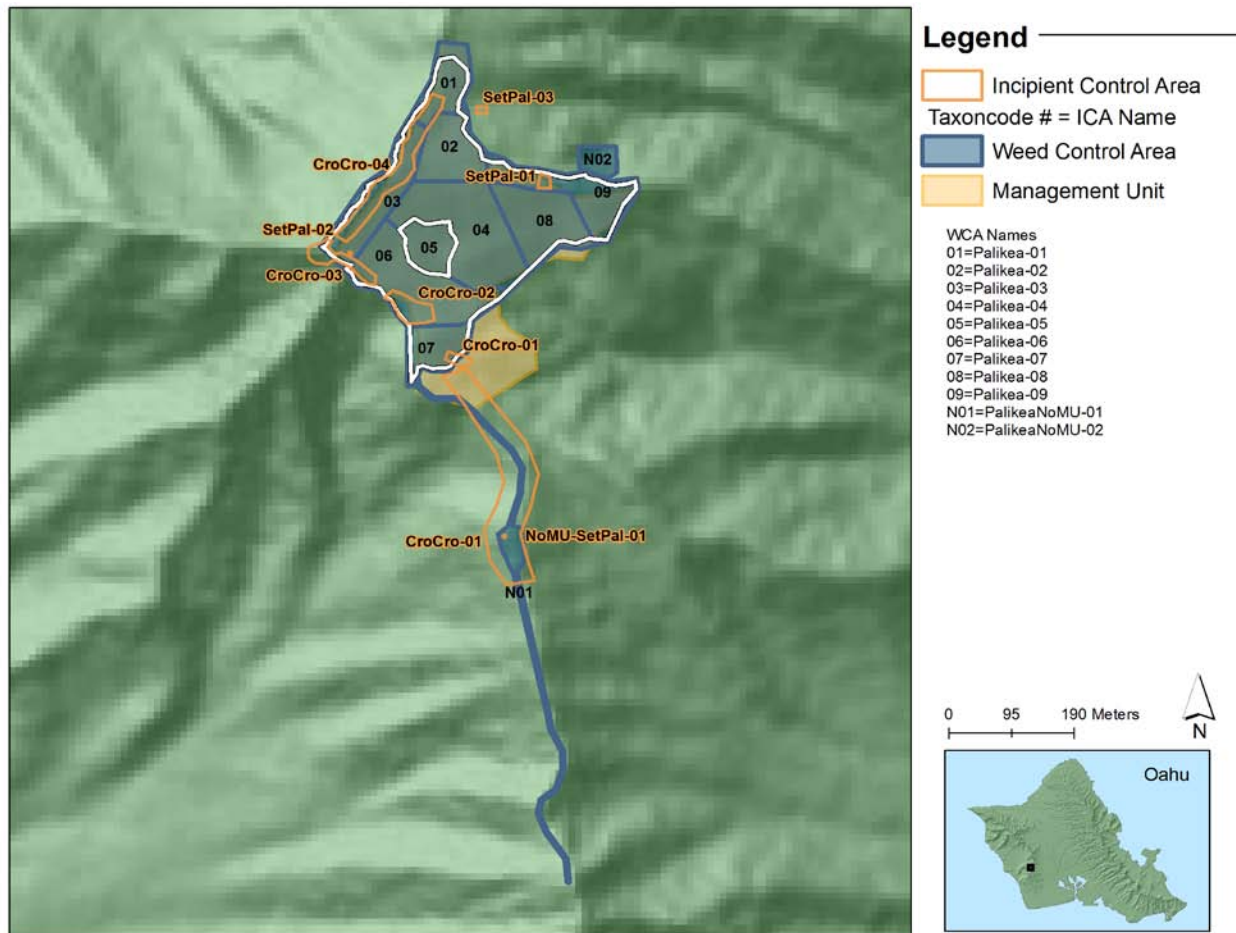 01
SetPal-03
02
N02
CroCro-04
SetPal-01
09
03
08
SetPal-02
04
05
06
CroCro-03
CroCro-02
07
CroCro-01
CroCro-01
NoMU-SetPal-01
N01
Legend
Incipient Control Area
Taxoncode # = ICA Name
Weed Control Area
Management Unit
WCA Names
01=Palikea-01
02=Palikea-02
03=Palikea-03
04=Palikea-04
05=Palikea-05
06=Palikea-06
07=Palikea-07
08=Palikea-08
09=Palikea-09
N01=PalikeaNoMU-01
N02=PalikeaNoMU-02
0 95 190 Meters
N
Oahu